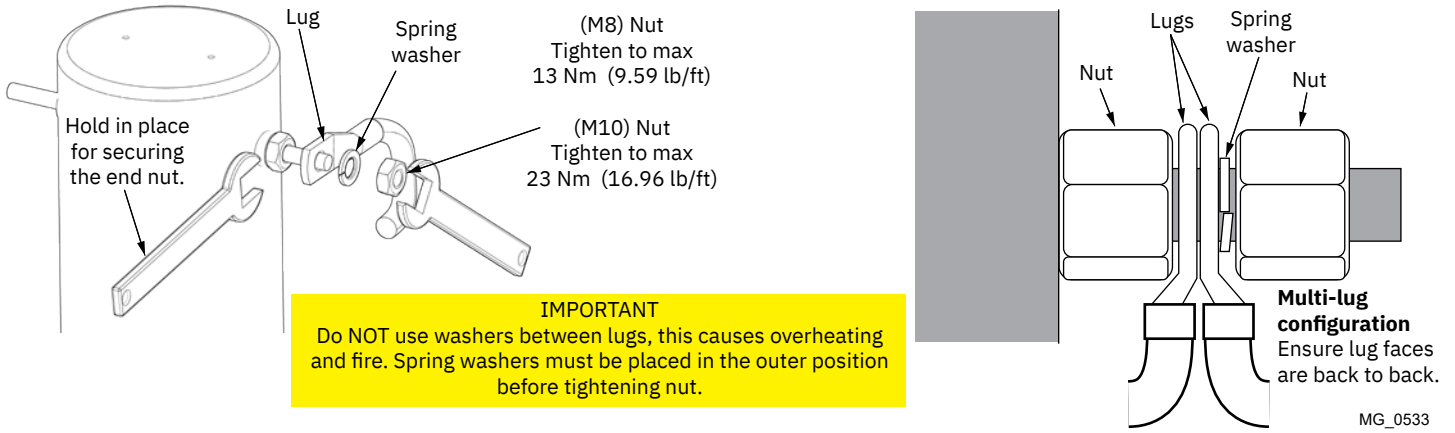 Lug
Spring
washer
(M8) Nut
Tighten to max
13 Nm (9.59 lb/ft)
(M10) Nut
Tighten to max
23 Nm (16.96 lb/ft)
Hold in place
for securing
the end nut.
IMPORTANT
Do NOT use washers between lugs, this causes overheating
and fire. Spring washers must be placed in the outer position
before tightening nut.
Lugs
Spring
washer
Nut
Nut
Multi-lug
configuration
Ensure lug faces
are back to back.
MG_0533